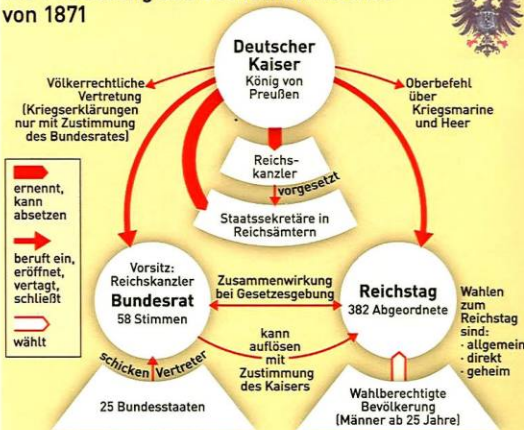 von 1871
Deutscher
Kaiser
König von
Preußen
Völkerrechtliche
Vertretung
(Kriegserklärungen
nur mit Zustimmung
des Bundesrates)
Oberbefehl
über
Kriegsmarine
und Heer
Reichs-
kanzler
vorgesetzt
Staatssekretäre in
Reichsämtern
ernennt,
kann
absetzen
beruft ein,
eröffnet,
vertagt,
schließt
wählt
Vorsitz:
Reichskanzler
Bundesrat
58 Stimmen
Zusammenwirkung
bei Gesetzesgebung
Reichstag
382 Abgeordnete
Wahlen
zum
Reichstag
sind:
- allgemein
- direkt
- geheim
kann
auflösen
mit
Zustimmung
des Kaisers
schicken Vertreter
25 Bundesstaaten
Wahlberechtigte
Bevölkerung
(Männer ab 25 Jahre)